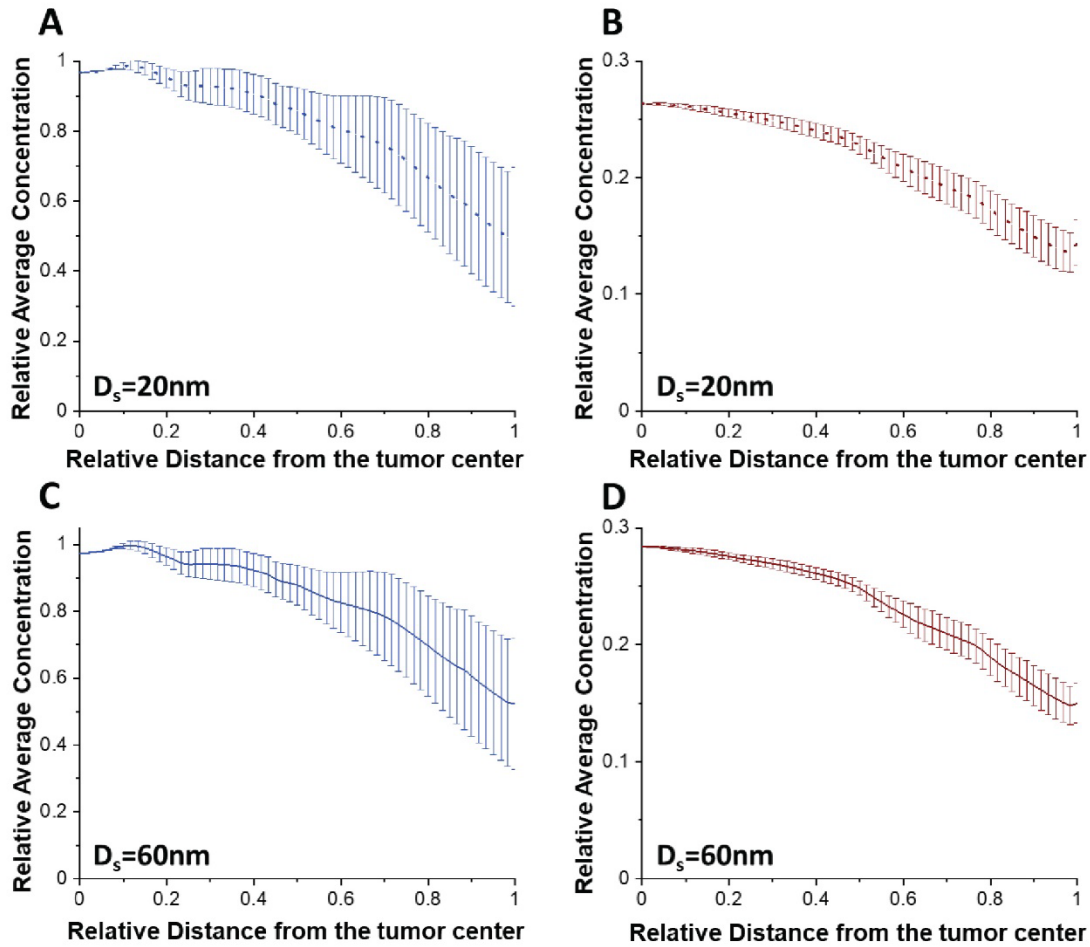 A
Relative Average Concentration
1
0.8
0.6
0.4
0.2
0
D_s=20nm
0 0.2 0.4 0.6 0.8 1
Relative Distance from the tumor center
B
Relative Average Concentration
0.3
0.2
0.1
0
D_s=20nm
0 0.2 0.4 0.6 0.8 1
Relative Distance from the tumor center
C
Relative Average Concentration
1
0.8
0.6
0.4
0.2
0
D_s=60nm
0 0.2 0.4 0.6 0.8 1
Relative Distance from the tumor center
D
Relative Average Concentration
0.3
0.2
0.1
0
D_s=60nm
0 0.2 0.4 0.6 0.8 1
Relative Distance from the tumor center